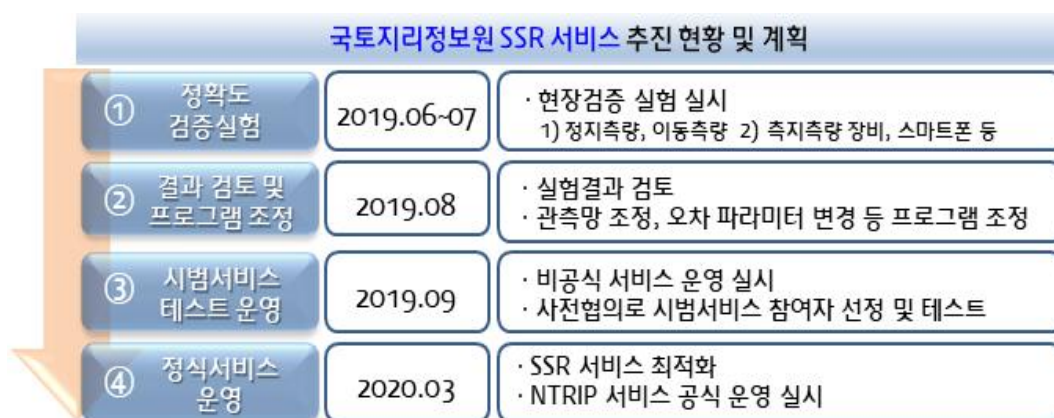 국토지리정보원 SSR 서비스 추진 현황 및 계획
① 정확도
검증실험
2019.06~07
· 현장검증 실험 실시
1) 정지측량, 이동측량 2) 측지측량 장비, 스마트폰 등
② 결과 검토 및
프로그램 조정
2019.08
· 실험결과 검토
· 관측망 조정, 오차 파라미터 변경 등 프로그램 조정
③ 시범서비스
테스트 운영
2019.09
· 비공식 서비스 운영 실시
· 사전협의로 시범서비스 참여자 선정 및 테스트
④ 정식서비스
운영
2020.03
· SSR 서비스 최적화
· NTRIP 서비스 공식 운영 실시